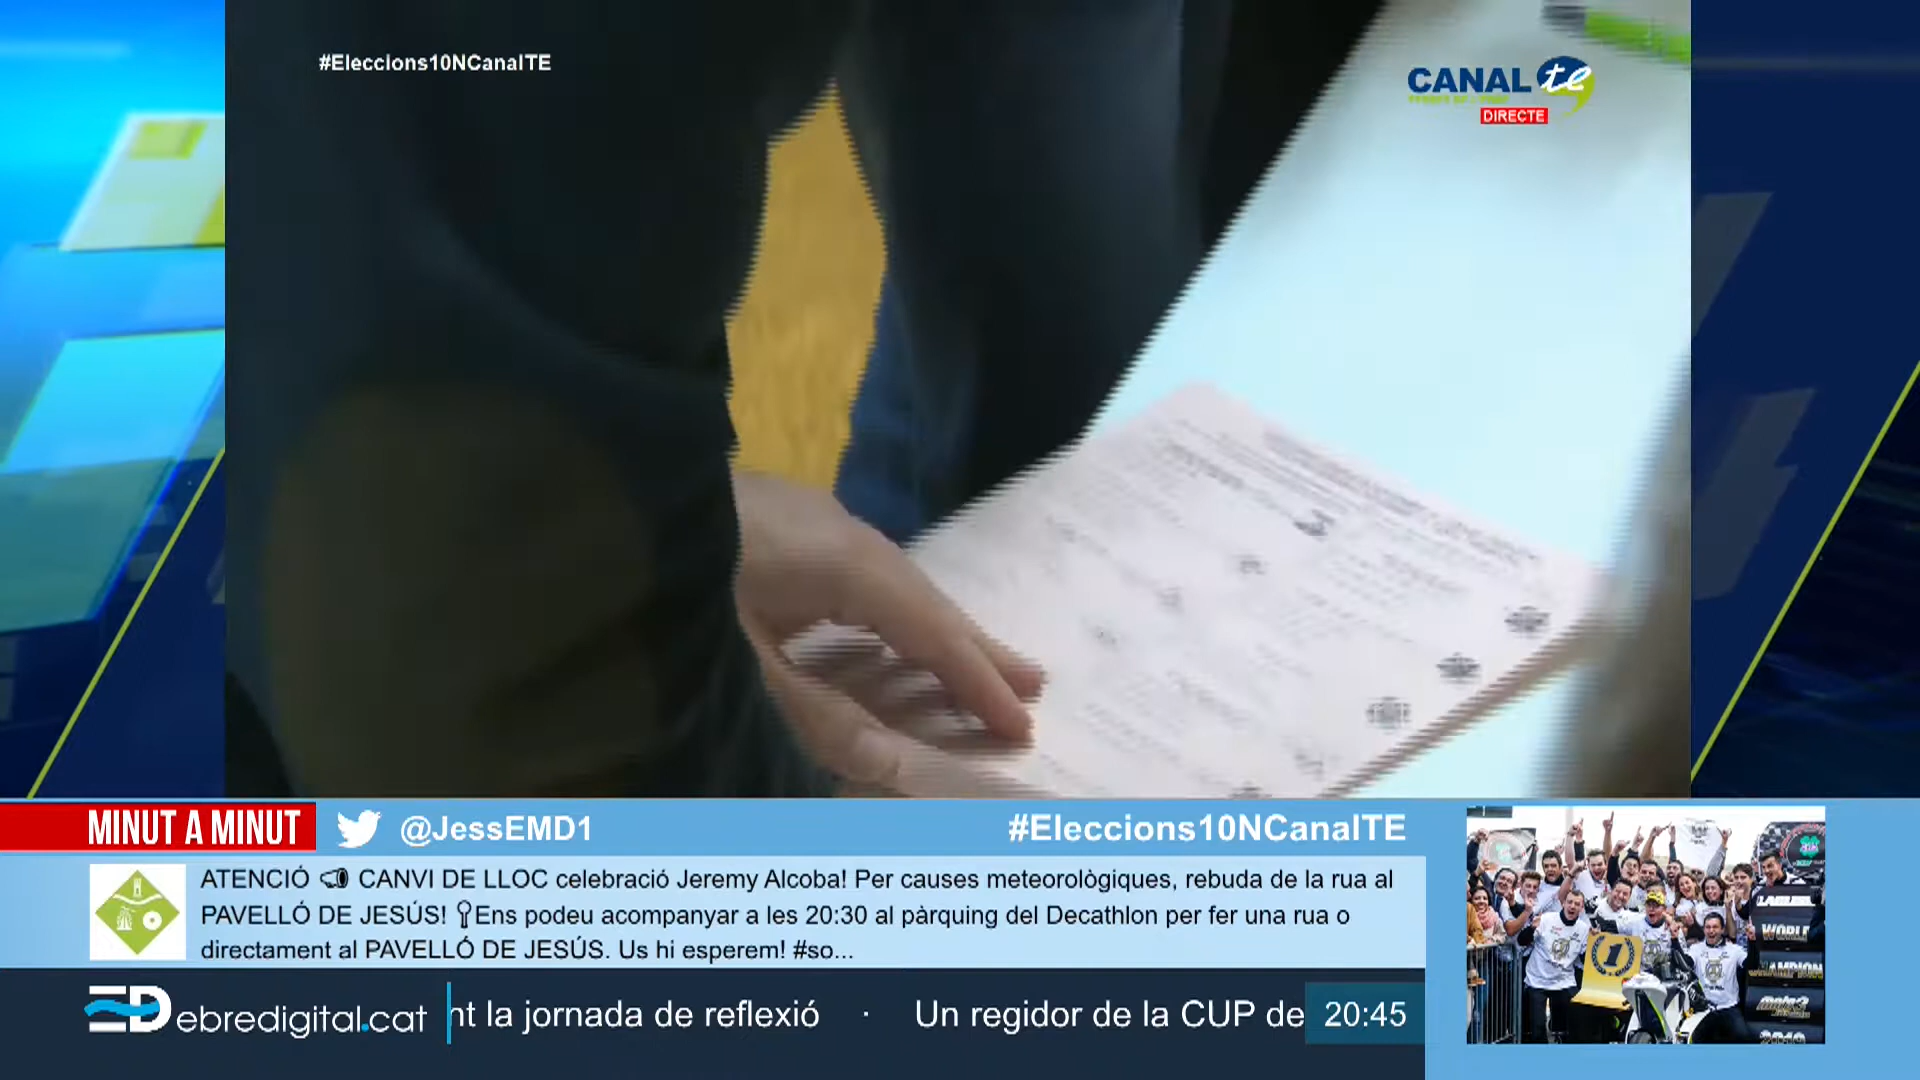 #Eleccions10NCanalTE
CANAL te
DIRECTE
MINUT A MINUT
@JessEMD1
#Eleccions10NCanalTE
ATENCIÓ CANVI DE LLOC celebració Jeremy Alcoba! Per causes meteorològiques, rebuda de la rua al
PAVELLÓ DE JESÚS! Ens podeu acompanyar a les 20:30 al pàrquing del Decathlon per fer una rua o
directament al PAVELLÓ DE JESÚS. Us hi esperem! #so...
ebredigital.cat
nt la jornada de reflexió · Un regidor de la CUP de
20:45
1
WORLD
CHAMPION